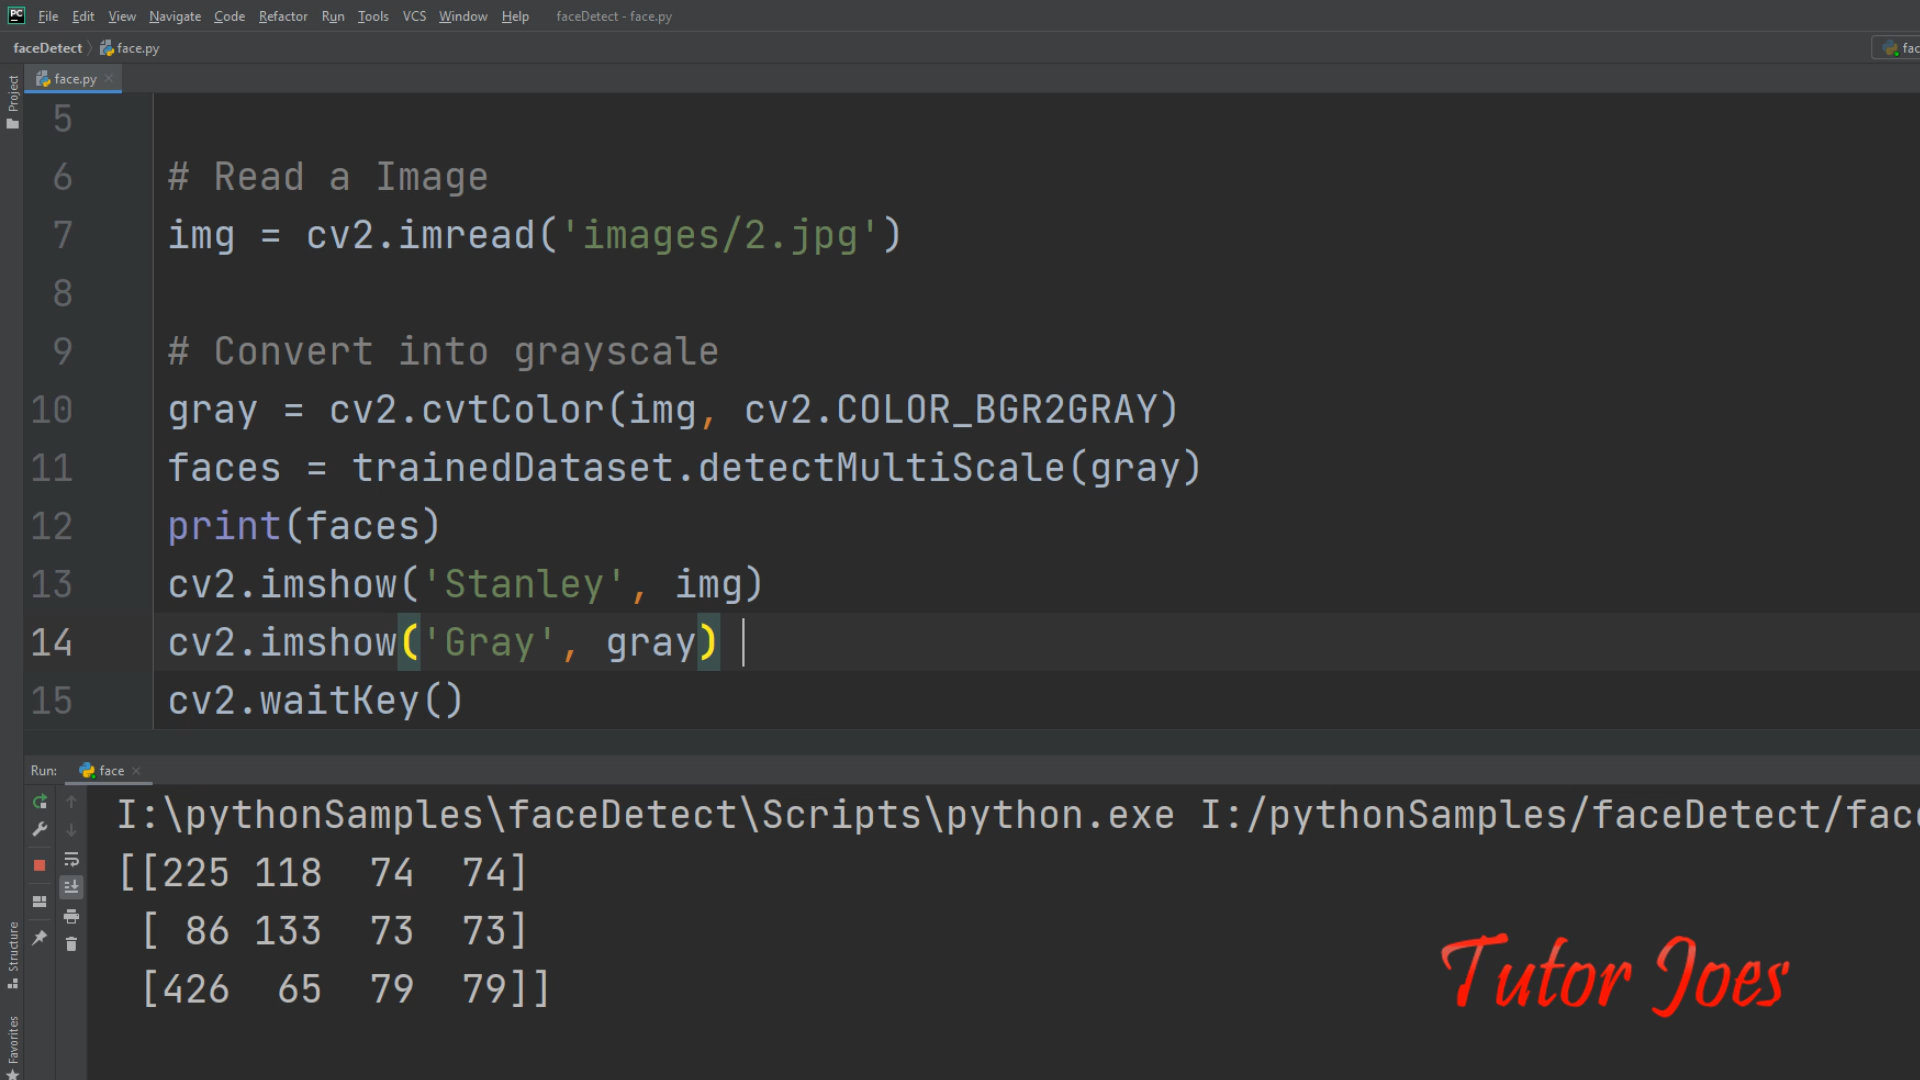 File Edit View Navigate Code Refactor Run Tools VCS Window Help faceDetect - face.py
faceDetect face.py
fac
face.py
Project
5
6 # Read a Image
7 img = cv2.imread('images/2.jpg')
8
9 # Convert into grayscale
10 gray = cv2.cvtColor(img, cv2.COLOR_BGR2GRAY)
11 faces = trainedDataset.detectMultiScale(gray)
12 print(faces)
13 cv2.imshow('Stanley', img)
14 cv2.imshow('Gray', gray)
15 cv2.waitKey()
Run: face
I:\pythonSamples\faceDetect\Scripts\python.exe I:/pythonSamples/faceDetect/fac
[[225 118 74 74]
[ 86 133 73 73]
[426 65 79 79]]
Structure
Favorites
Tutor Joes